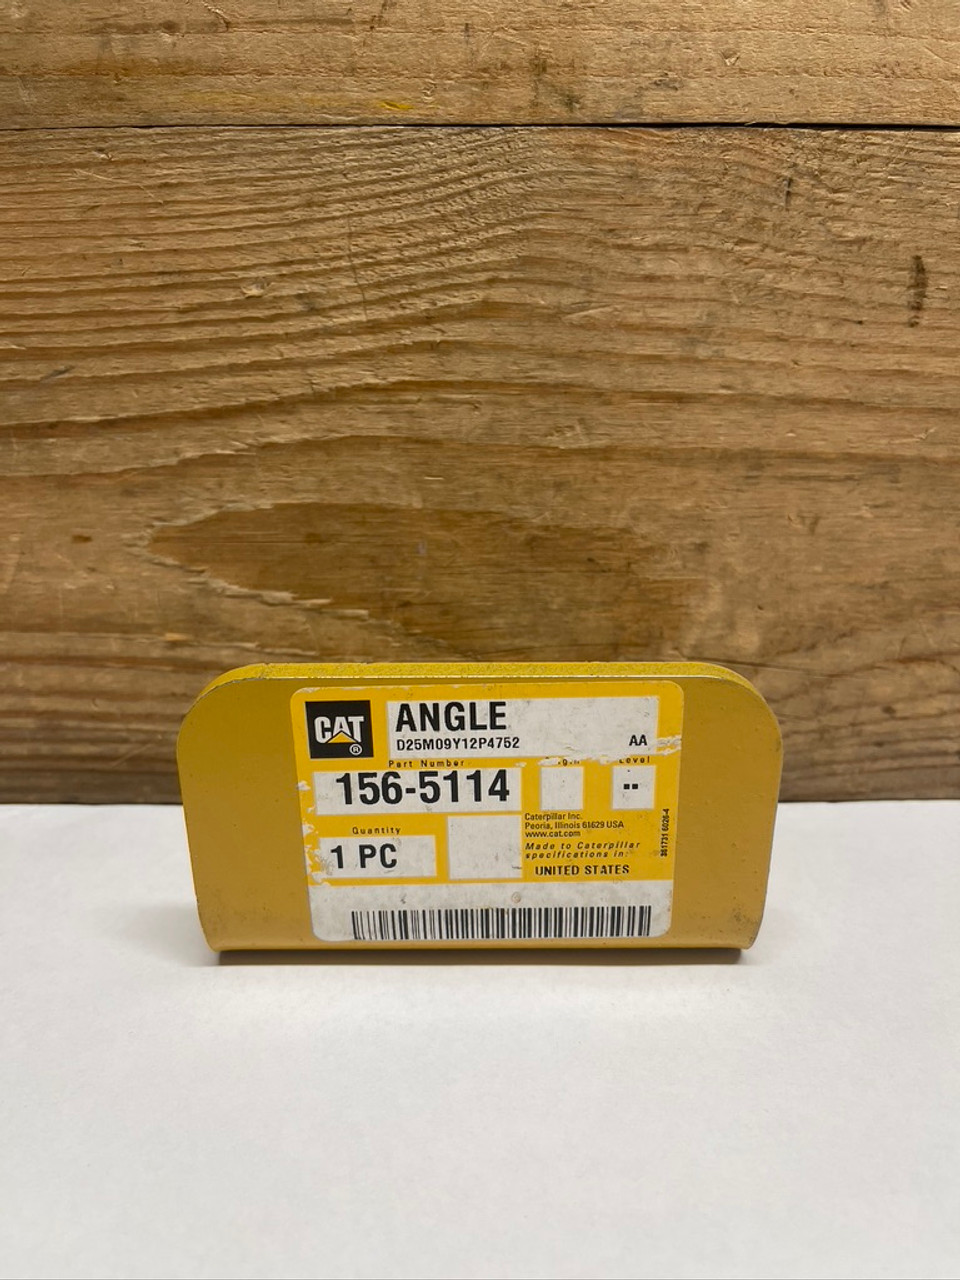 CAT
®
ANGLE
D25M09Y12P4752
AA
Part Number
Level
156-5114
--
Caterpillar Inc.
Peoria, Illinois 61629 USA
www.cat.com
Quantity
Made to Caterpillar
specifications in:
1 PC
UNITED STATES